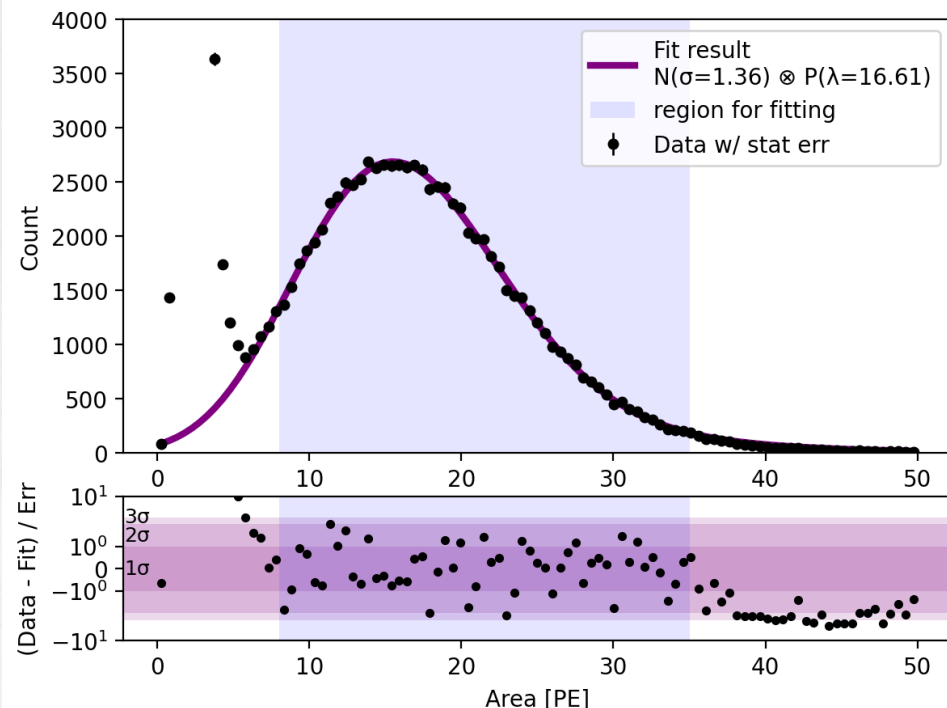 4000
3500
3000
2500
2000
1500
1000
500
0
Count
Fit result
N(σ=1.36) ⊗ P(λ=16.61)
region for fitting
Data w/ stat err
0 10 20 30 40 50
10¹
10⁰
0
−10⁰
−10¹
(Data - Fit) / Err
3σ
2σ
1σ
0 10 20 30 40 50
Area [PE]